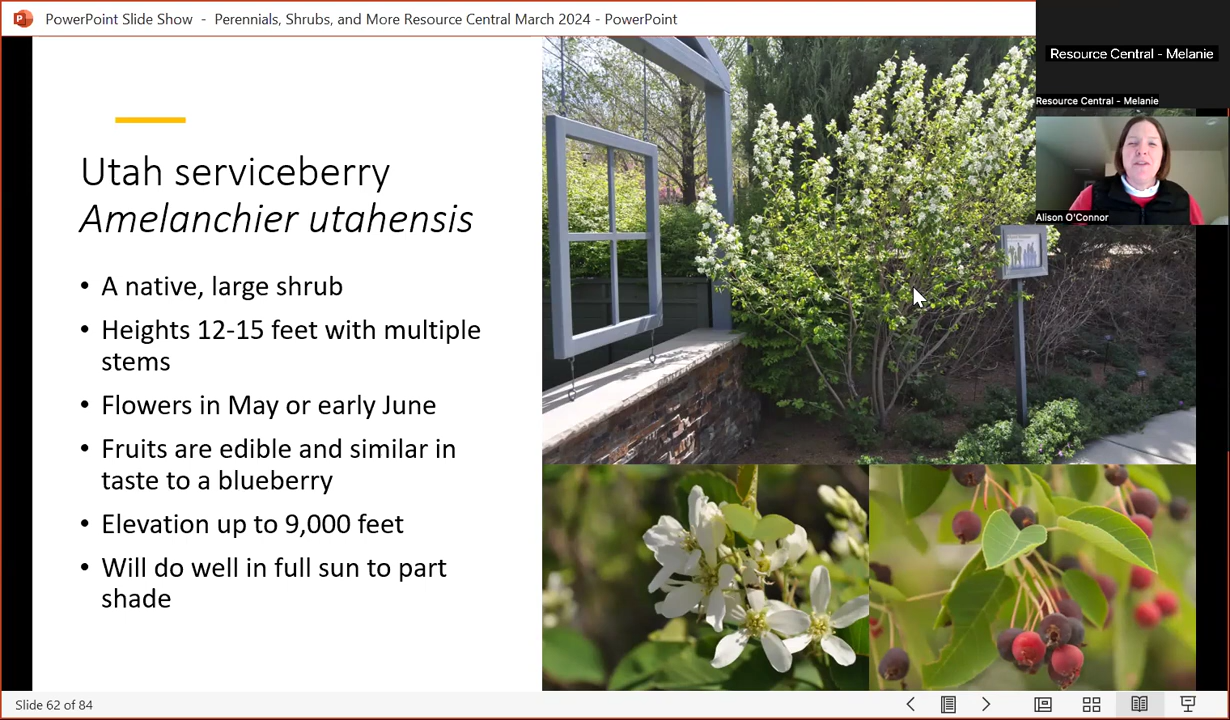 PowerPoint Slide Show - Perennials, Shrubs, and More Resource Central March 2024 - PowerPoint
Resource Central - Melanie
Resource Central - Melanie
Alison O'Connor
Utah serviceberry
Amelanchier utahensis
• A native, large shrub
• Heights 12-15 feet with multiple
stems
• Flowers in May or early June
• Fruits are edible and similar in
taste to a blueberry
• Elevation up to 9,000 feet
• Will do well in full sun to part
shade
Slide 62 of 84